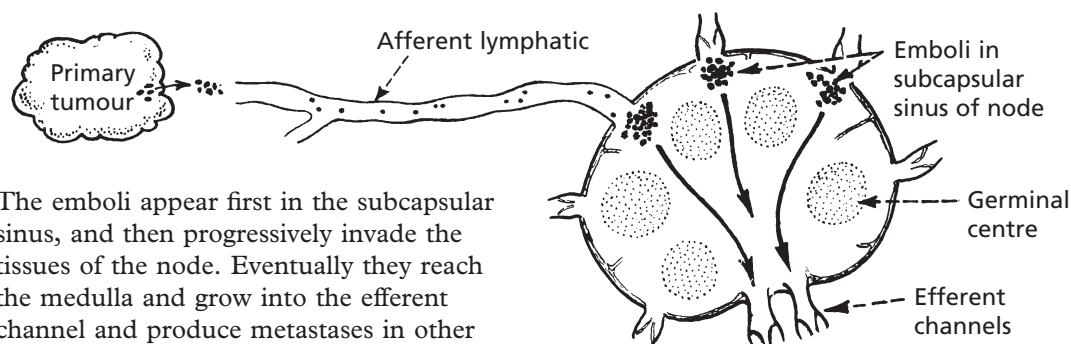 Primary
tumour
Afferent lymphatic
Emboli in
subcapsular
sinus of node
Germinal
centre
Efferent
channels
The emboli appear first in the subcapsular
sinus, and then progressively invade the
tissues of the node. Eventually they reach
the medulla and grow into the efferent
channel and produce metastases in other